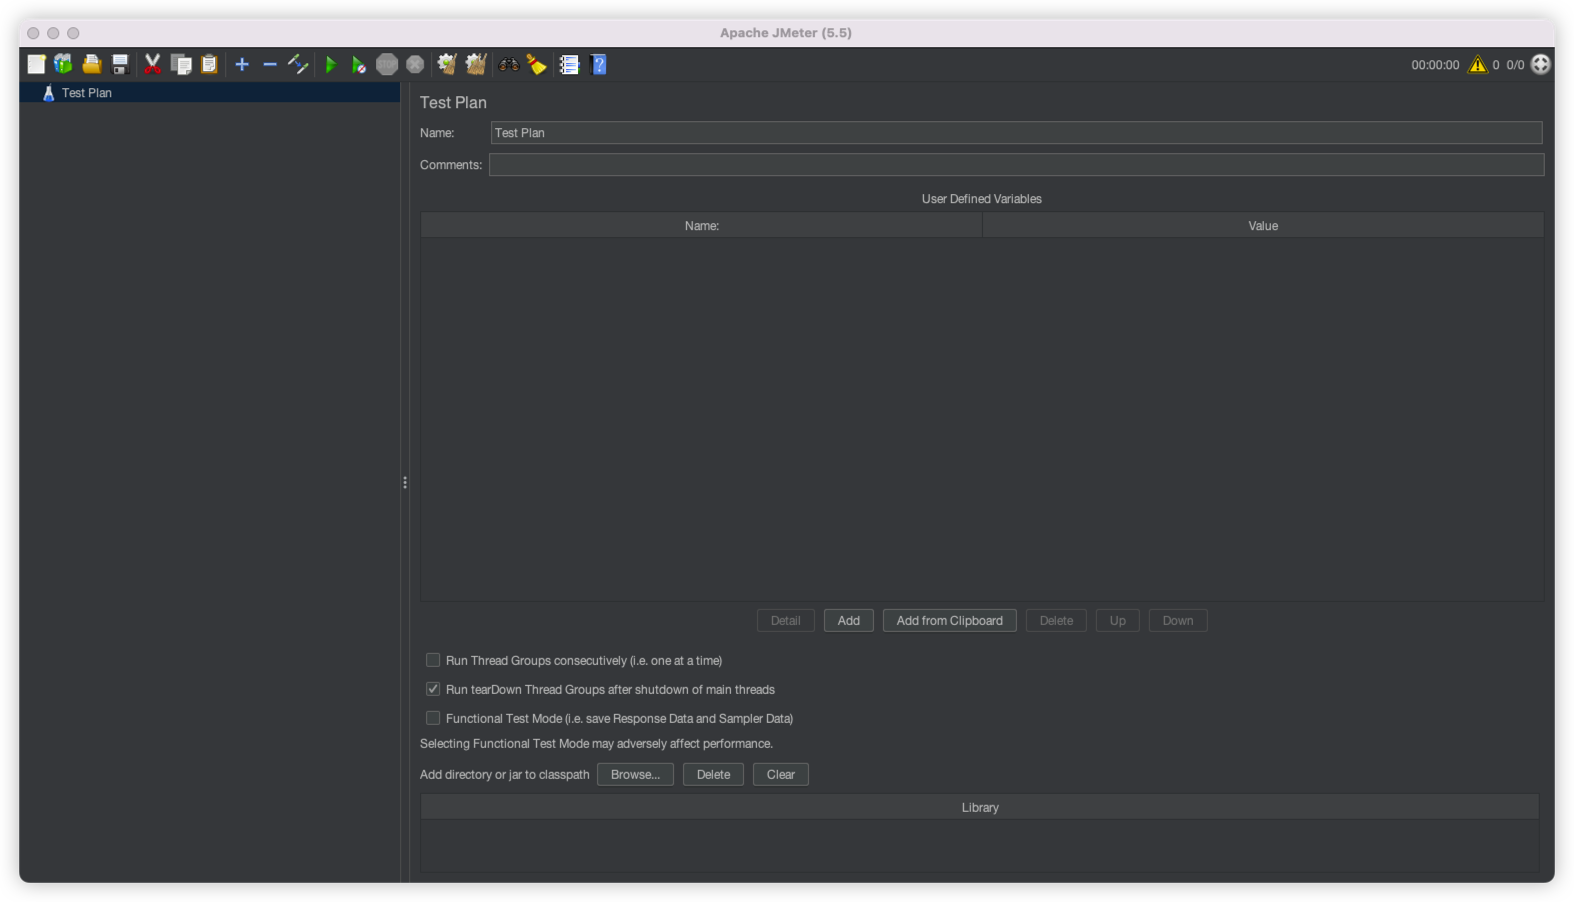 Apache JMeter (5.5)
STOP
?
00:00:00 0 0/0
Test Plan
Test Plan
Name: Test Plan
Comments:
User Defined Variables
Name: Value
Detail Add Add from Clipboard Delete Up Down
Run Thread Groups consecutively (i.e. one at a time)
Run tearDown Thread Groups after shutdown of main threads
Functional Test Mode (i.e. save Response Data and Sampler Data)
Selecting Functional Test Mode may adversely affect performance.
Add directory or jar to classpath Browse... Delete Clear
Library